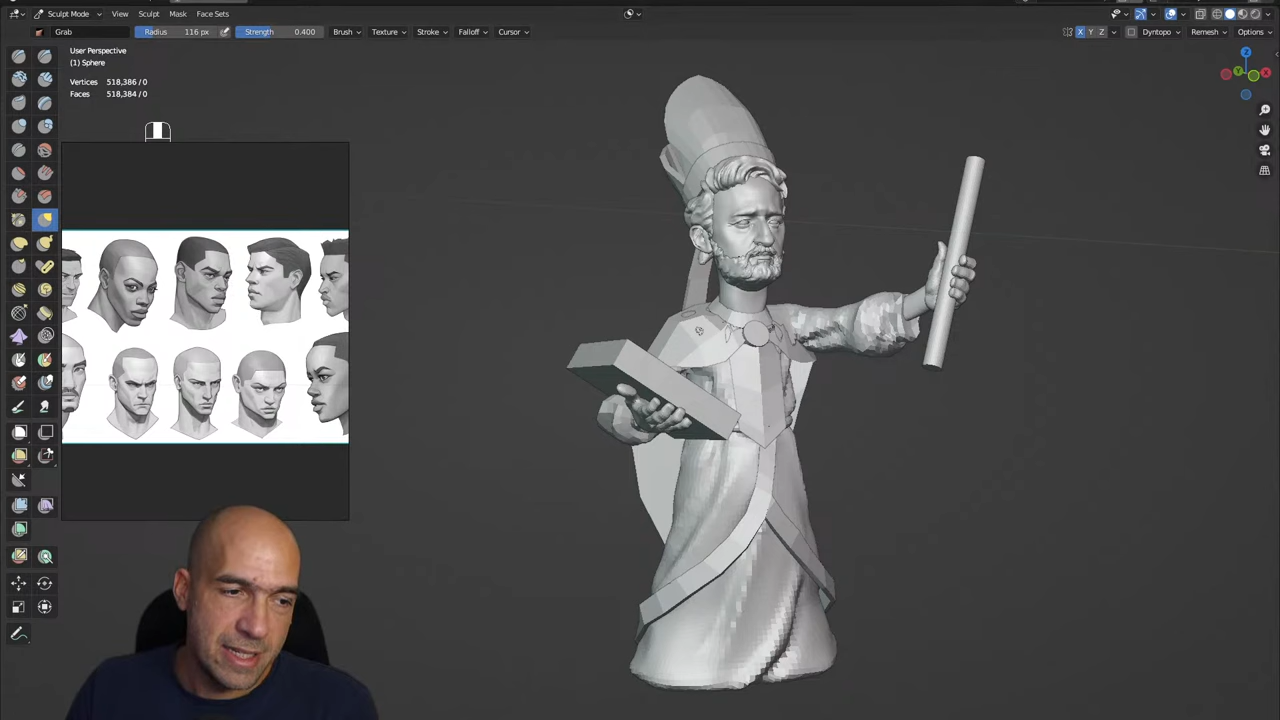 Sculpt Mode View Sculpt Mask Face Sets
Grab Radius 116 px Strength 0.400 Brush Texture Stroke Falloff Cursor X Y Z Dyntopo Remesh Options
User Perspective
(1) Sphere
Vertices 518,386 / 0
Faces 518,384 / 0
Z
Y
X